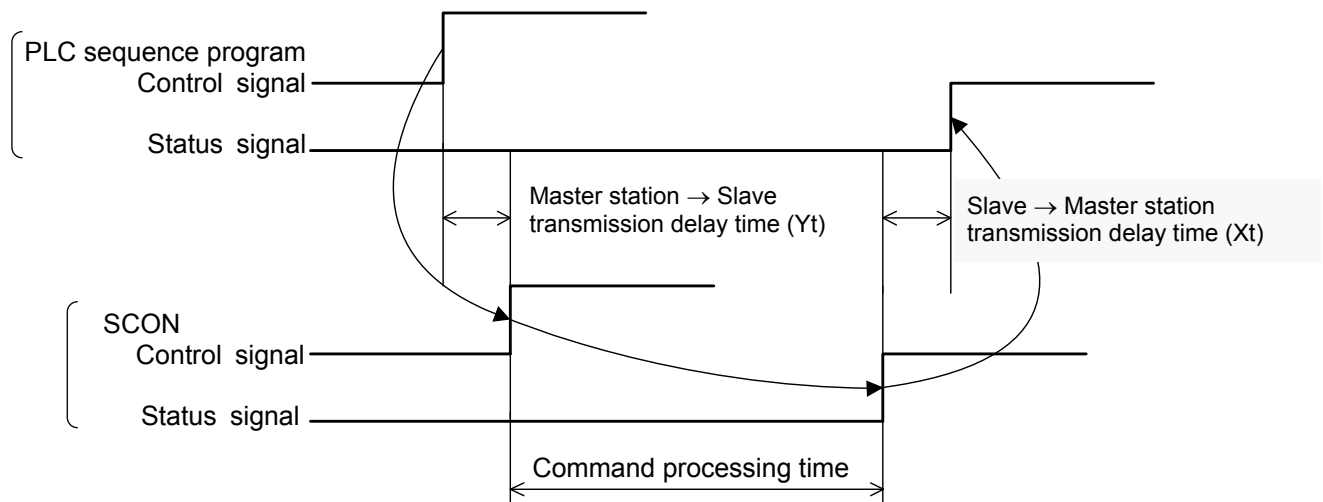 PLC sequence program
Control signal
Status signal
Master station → Slave
transmission delay time (Yt)
Slave → Master station
transmission delay time (Xt)
SCON
Control signal
Status signal
Command processing time